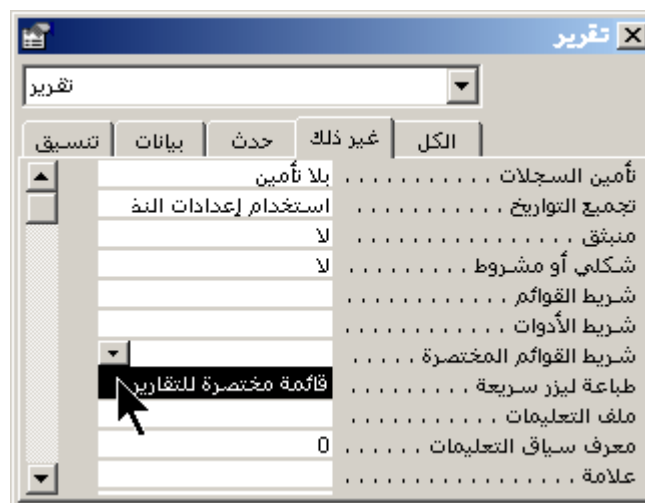 تقرير
تقرير
الكل غير ذلك حدث بيانات تنسيق
تأمين السجلات . . . . . . . . . . . بلا تأمين
تجميع التواريخ . . . . . . . . . . . استخدام إعدادات النف
منبثق . . . . . . . . . . . . . . . . لا
شكلي أو مشروط . . . . . . . . . لا
شريط القوائم . . . . . . . . . . . .
شريط الأدوات . . . . . . . . . . . .
شريط القوائم المختصرة . . . . .
طباعة ليزر سريعة . . . . . . . . . قائمة مختصرة للتقارير
ملف التعليمات . . . . . . . . . . .
معرف سياق التعليمات . . . . . . 0
علامة . . . . . . . . . . . . . . . . .